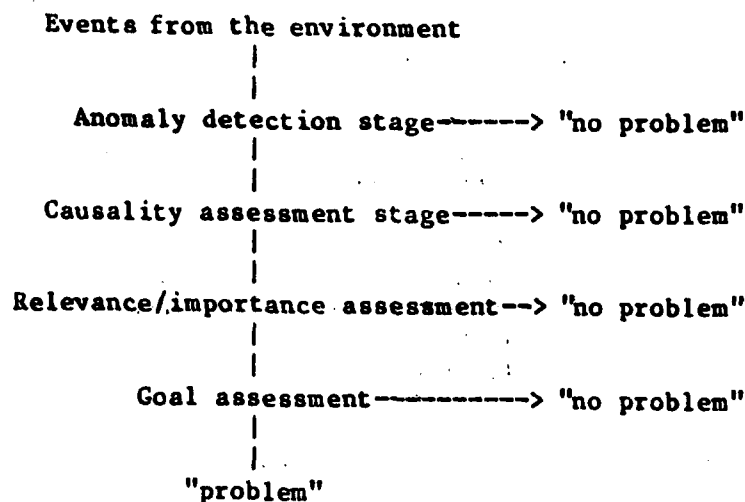 Events from the environment
Anomaly detection stage------> "no problem"
Causality assessment stage-----> "no problem"
Relevance/importance assessment--> "no problem"
Goal assessment----------> "no problem"
"problem"